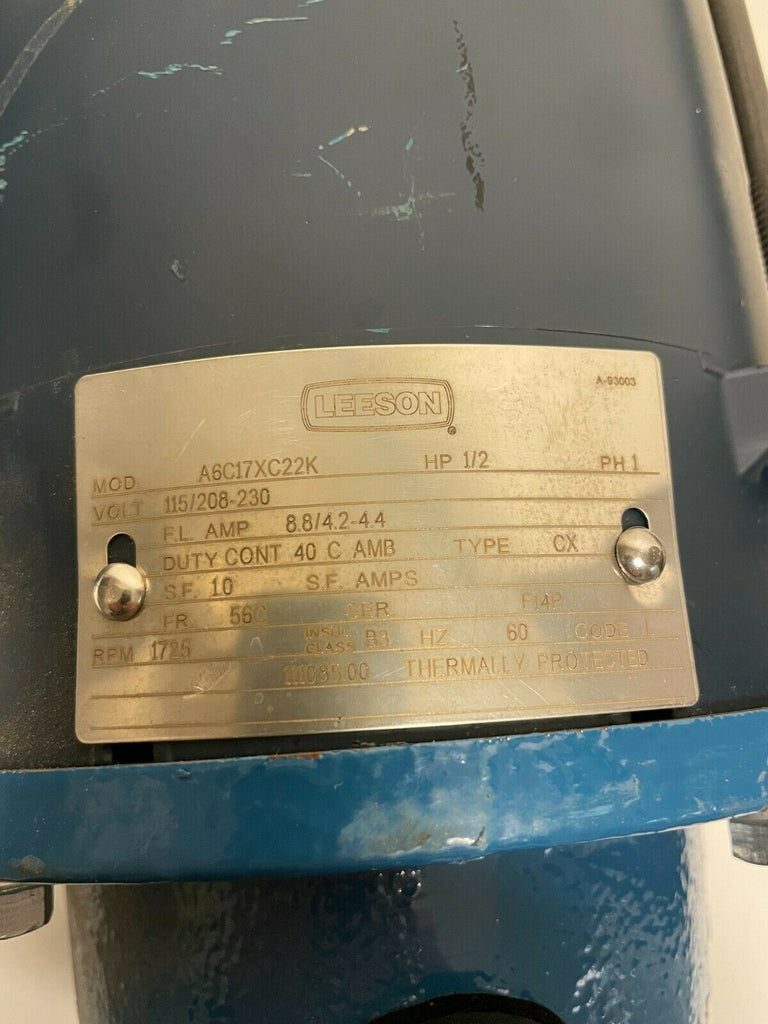 A-93003
LEESON
MOD A6C17XC22K HP 1/2 PH 1
VOLT 115/208-230
F.L. AMP 8.8/4.2-4.4
DUTY CONT 40 C AMB TYPE CX
S.F. 1.0 S.F. AMPS
FR 56C SER F14P
RPM 1725 INSUL CLASS B3 HZ 60 CODE L
THERMALLY PROTECTED